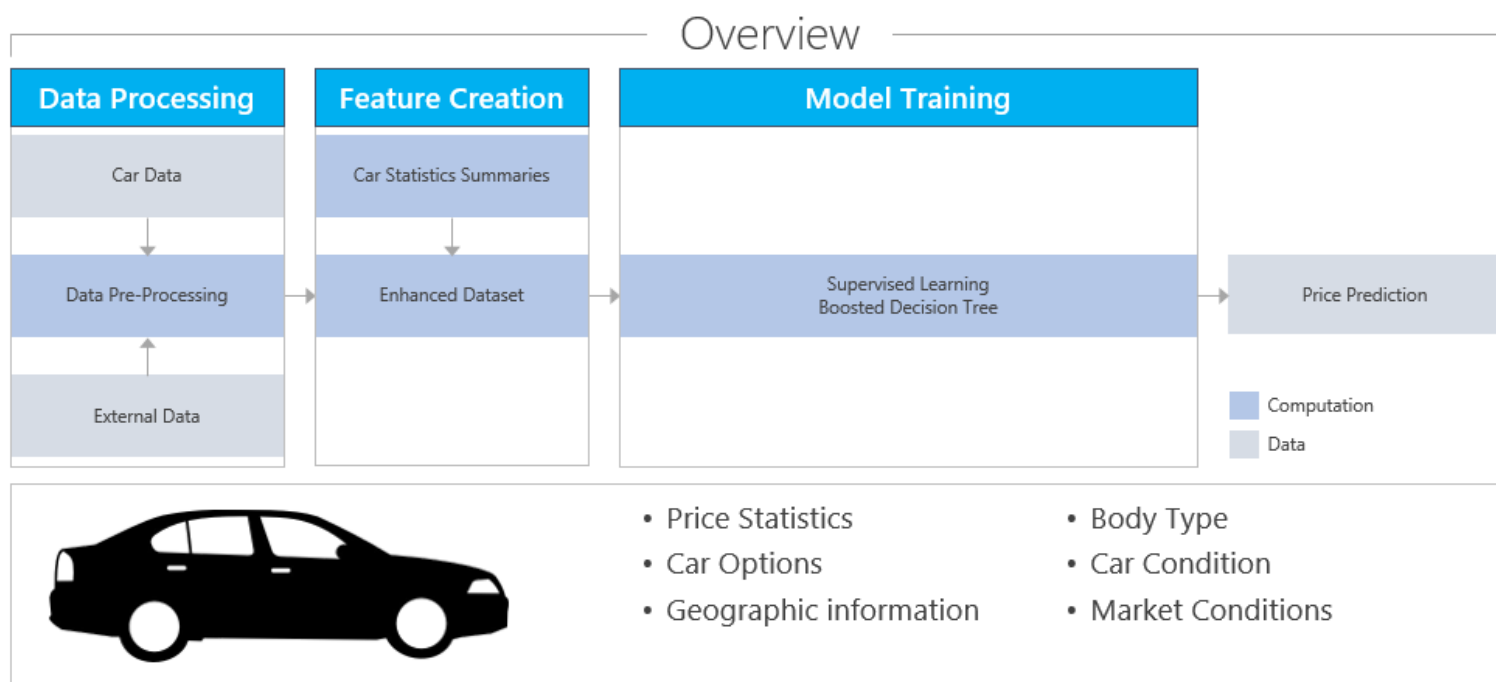 Overview
Data Processing
Feature Creation
Model Training
Car Data
Car Statistics Summaries
Data Pre-Processing
Enhanced Dataset
Supervised Learning
Boosted Decision Tree
Price Prediction
External Data
Computation
Data
• Price Statistics
• Car Options
• Geographic information
• Body Type
• Car Condition
• Market Conditions